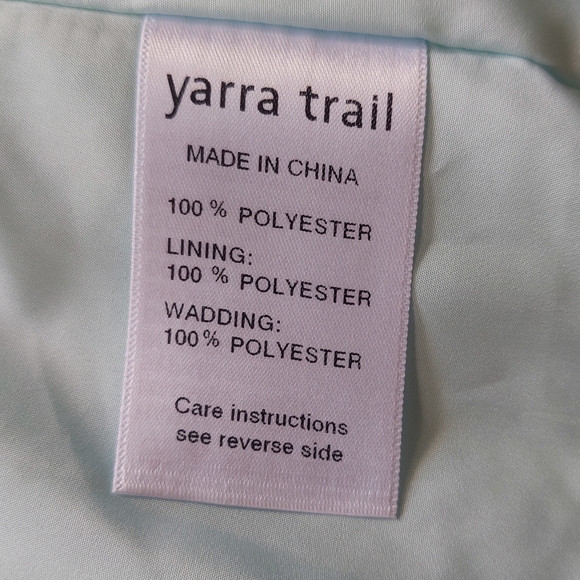 yarra trail
MADE IN CHINA
100 % POLYESTER
LINING:
100 % POLYESTER
WADDING:
100% POLYESTER
Care instructions
see reverse side